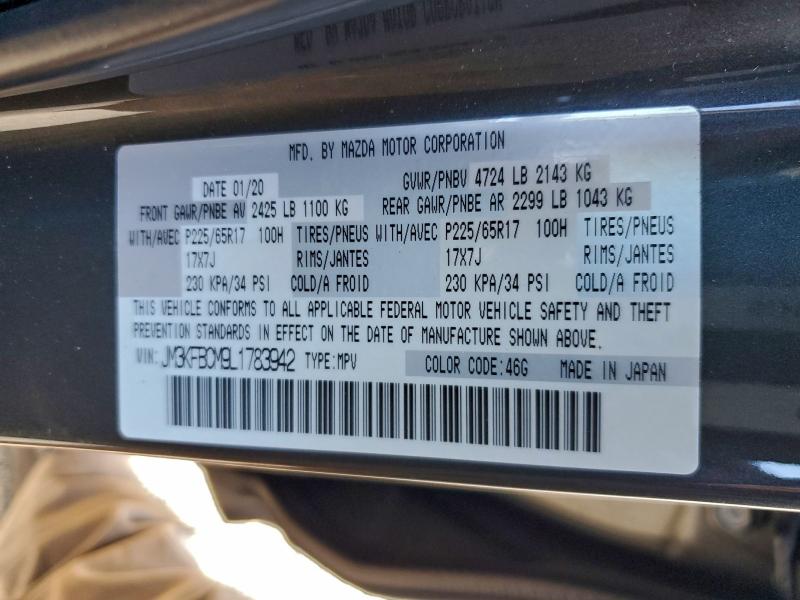 MFD. BY MAZDA MOTOR CORPORATION
DATE 01/20 GVWR/PNBV 4724 LB 2143 KG
FRONT GAWR/PNBE AV 2425 LB 1100 KG REAR GAWR/PNBE AR 2299 LB 1043 KG
WITH/AVEC P225/65R17 100H TIRES/PNEUS WITH/AVEC P225/65R17 100H TIRES/PNEUS
17X7J RIMS/JANTES 17X7J RIMS/JANTES
230 KPA/34 PSI COLD/A FROID 230 KPA/34 PSI COLD/A FROID
THIS VEHICLE CONFORMS TO ALL APPLICABLE FEDERAL MOTOR VEHICLE SAFETY AND THEFT
PREVENTION STANDARDS IN EFFECT ON THE DATE OF MANUFACTURE SHOWN ABOVE.
VIN: JM3KFBCM9L1783942 TYPE:MPV COLOR CODE:46G MADE IN JAPAN